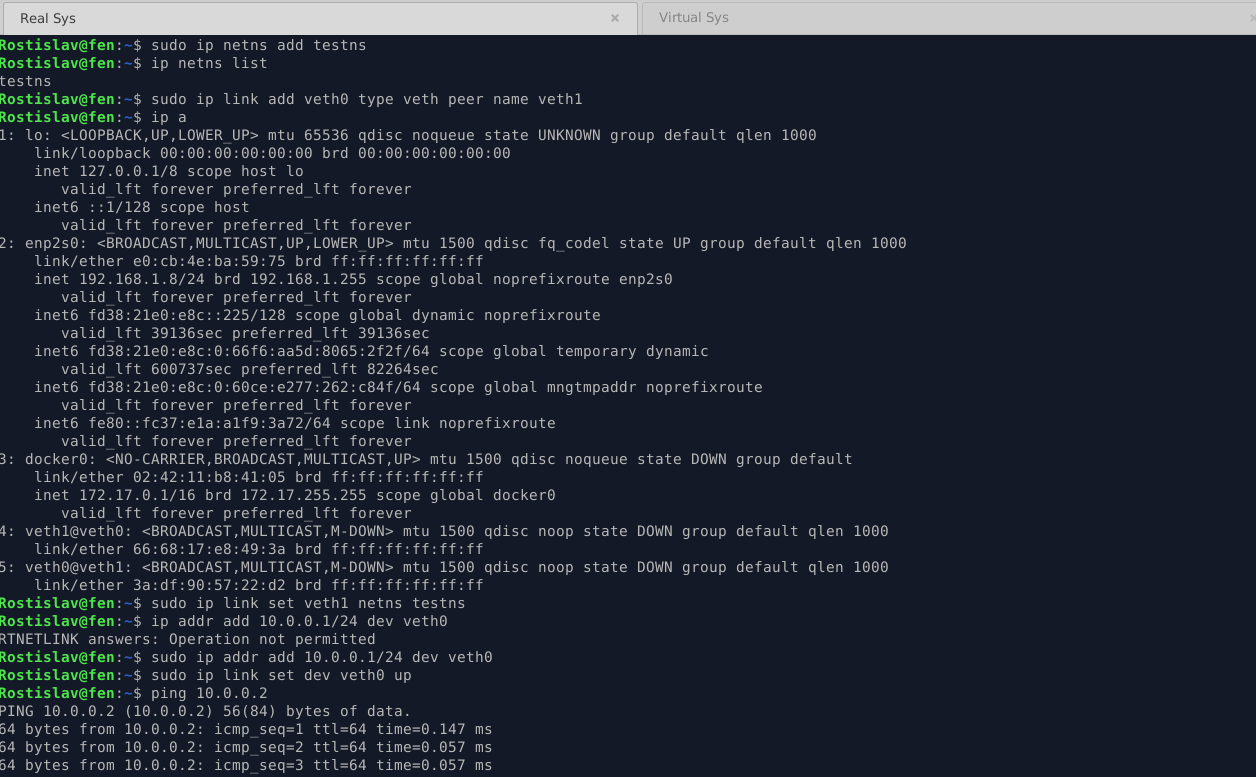 Real Sys × Virtual Sys ×
Rostislav@fen:~$ sudo ip netns add testns
Rostislav@fen:~$ ip netns list
testns
Rostislav@fen:~$ sudo ip link add veth0 type veth peer name veth1
Rostislav@fen:~$ ip a
1: lo: <LOOPBACK,UP,LOWER_UP> mtu 65536 qdisc noqueue state UNKNOWN group default qlen 1000
    link/loopback 00:00:00:00:00:00 brd 00:00:00:00:00:00
    inet 127.0.0.1/8 scope host lo
       valid_lft forever preferred_lft forever
    inet6 ::1/128 scope host
       valid_lft forever preferred_lft forever
2: enp2s0: <BROADCAST,MULTICAST,UP,LOWER_UP> mtu 1500 qdisc fq_codel state UP group default qlen 1000
    link/ether e0:cb:4e:ba:59:75 brd ff:ff:ff:ff:ff:ff
    inet 192.168.1.8/24 brd 192.168.1.255 scope global noprefixroute enp2s0
       valid_lft forever preferred_lft forever
    inet6 fd38:21e0:e8c::225/128 scope global dynamic noprefixroute
       valid_lft 39136sec preferred_lft 39136sec
    inet6 fd38:21e0:e8c:0:66f6:aa5d:8065:2f2f/64 scope global temporary dynamic
       valid_lft 600737sec preferred_lft 82264sec
    inet6 fd38:21e0:e8c:0:60ce:e277:262:c84f/64 scope global mngtmpaddr noprefixroute
       valid_lft forever preferred_lft forever
    inet6 fe80::fc37:e1a:a1f9:3a72/64 scope link noprefixroute
       valid_lft forever preferred_lft forever
3: docker0: <NO-CARRIER,BROADCAST,MULTICAST,UP> mtu 1500 qdisc noqueue state DOWN group default
    link/ether 02:42:11:b8:41:05 brd ff:ff:ff:ff:ff:ff
    inet 172.17.0.1/16 brd 172.17.255.255 scope global docker0
       valid_lft forever preferred_lft forever
4: veth1@veth0: <BROADCAST,MULTICAST,M-DOWN> mtu 1500 qdisc noop state DOWN group default qlen 1000
    link/ether 66:68:17:e8:49:3a brd ff:ff:ff:ff:ff:ff
5: veth0@veth1: <BROADCAST,MULTICAST,M-DOWN> mtu 1500 qdisc noop state DOWN group default qlen 1000
    link/ether 3a:df:90:57:22:d2 brd ff:ff:ff:ff:ff:ff
Rostislav@fen:~$ sudo ip link set veth1 netns testns
Rostislav@fen:~$ ip addr add 10.0.0.1/24 dev veth0
RTNETLINK answers: Operation not permitted
Rostislav@fen:~$ sudo ip addr add 10.0.0.1/24 dev veth0
Rostislav@fen:~$ sudo ip link set dev veth0 up
Rostislav@fen:~$ ping 10.0.0.2
PING 10.0.0.2 (10.0.0.2) 56(84) bytes of data.
64 bytes from 10.0.0.2: icmp_seq=1 ttl=64 time=0.147 ms
64 bytes from 10.0.0.2: icmp_seq=2 ttl=64 time=0.057 ms
64 bytes from 10.0.0.2: icmp_seq=3 ttl=64 time=0.057 ms